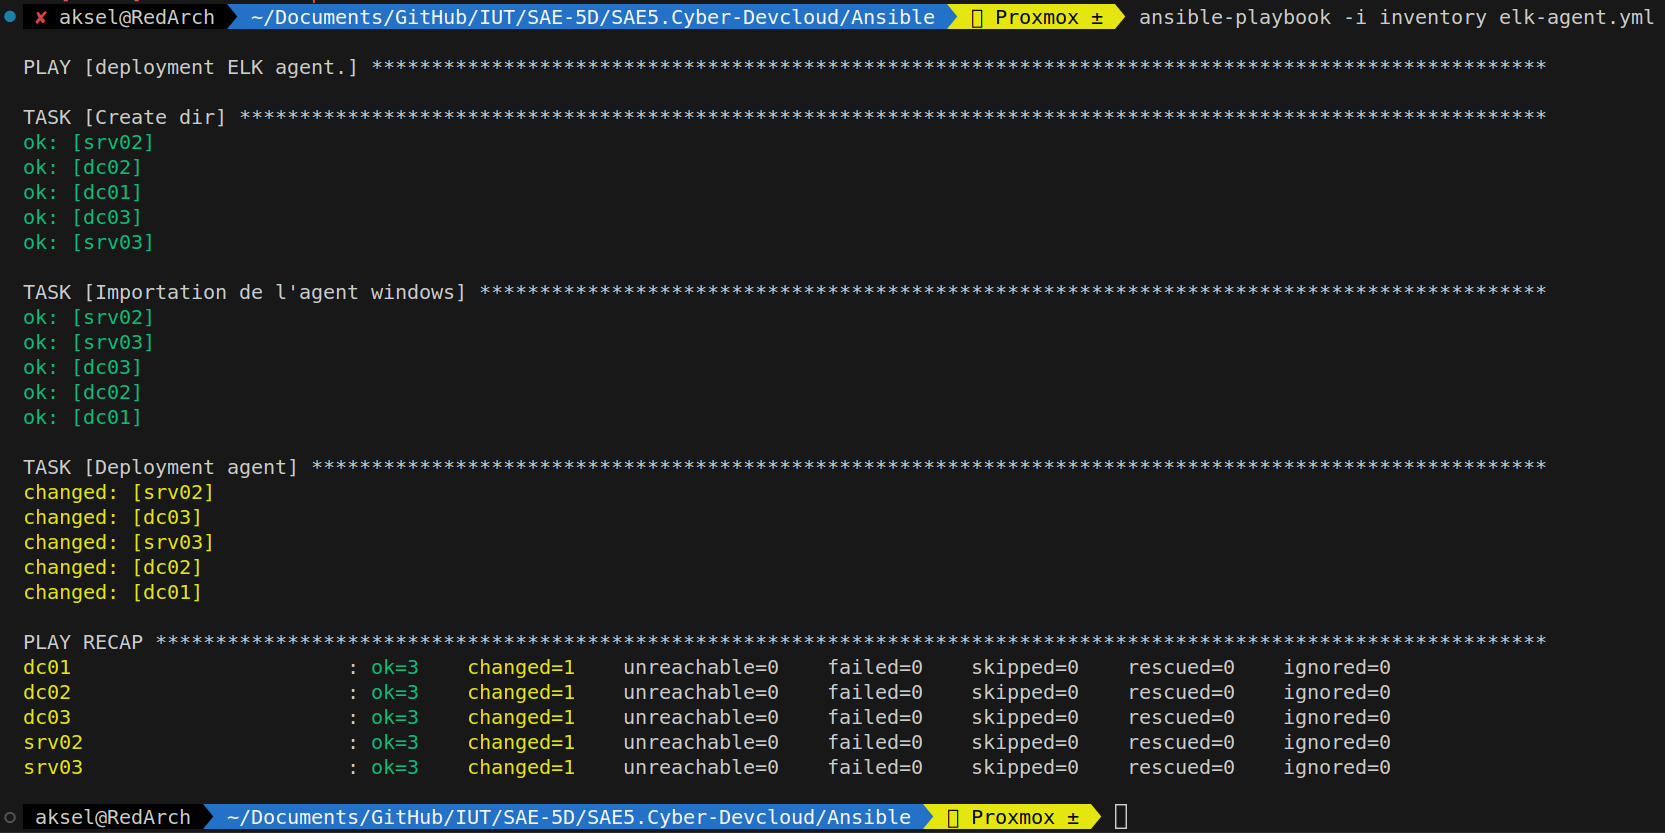 ✘ aksel@RedArch ~/Documents/GitHub/IUT/SAE-5D/SAE5.Cyber-Devcloud/Ansible Proxmox ± ansible-playbook -i inventory elk-agent.yml
PLAY [deployment ELK agent.] **************************************************************************************************
TASK [Create dir] *************************************************************************************************************
ok: [srv02]
ok: [dc02]
ok: [dc01]
ok: [dc03]
ok: [srv03]
TASK [Importation de l'agent windows] *****************************************************************************************
ok: [srv02]
ok: [srv03]
ok: [dc03]
ok: [dc02]
ok: [dc01]
TASK [Deployment agent] *******************************************************************************************************
changed: [srv02]
changed: [dc03]
changed: [srv03]
changed: [dc02]
changed: [dc01]
PLAY RECAP ********************************************************************************************************************
dc01 : ok=3 changed=1 unreachable=0 failed=0 skipped=0 rescued=0 ignored=0
dc02 : ok=3 changed=1 unreachable=0 failed=0 skipped=0 rescued=0 ignored=0
dc03 : ok=3 changed=1 unreachable=0 failed=0 skipped=0 rescued=0 ignored=0
srv02 : ok=3 changed=1 unreachable=0 failed=0 skipped=0 rescued=0 ignored=0
srv03 : ok=3 changed=1 unreachable=0 failed=0 skipped=0 rescued=0 ignored=0
aksel@RedArch ~/Documents/GitHub/IUT/SAE-5D/SAE5.Cyber-Devcloud/Ansible Proxmox ±